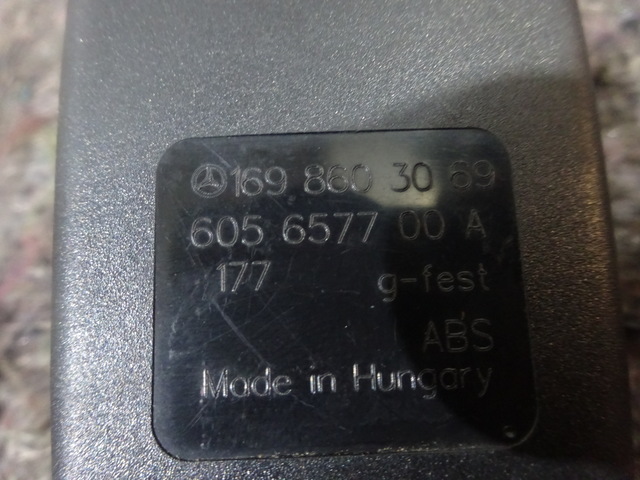 169 860 30 69
605 6577 00 A
177 g-fest
ABS
Made in Hungary